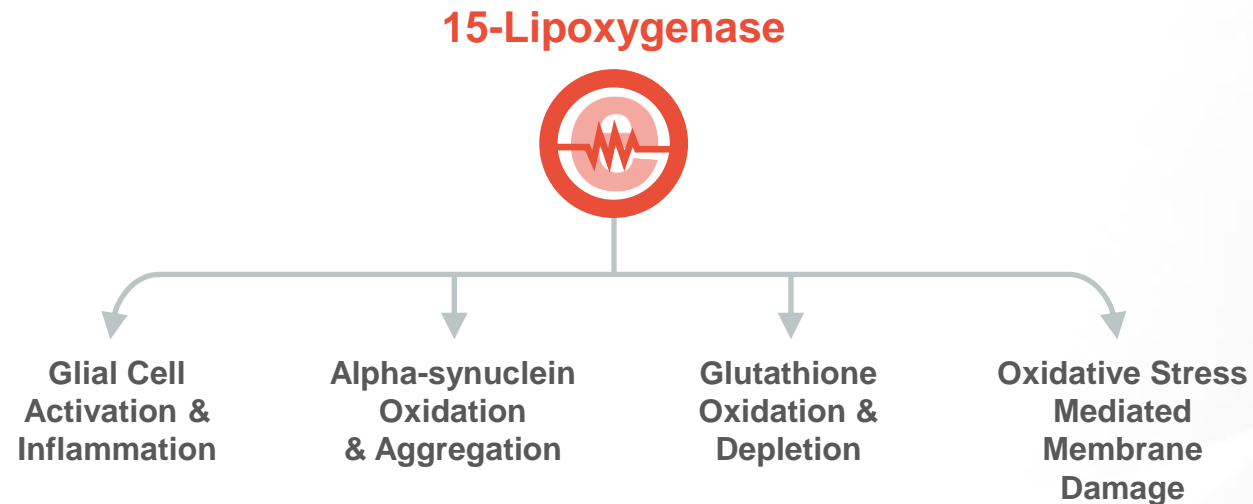 15-Lipoxygenase
Glial Cell
Activation &
Inflammation
Alpha-synuclein
Oxidation
& Aggregation
Glutathione
Oxidation &
Depletion
Oxidative Stress
Mediated
Membrane
Damage